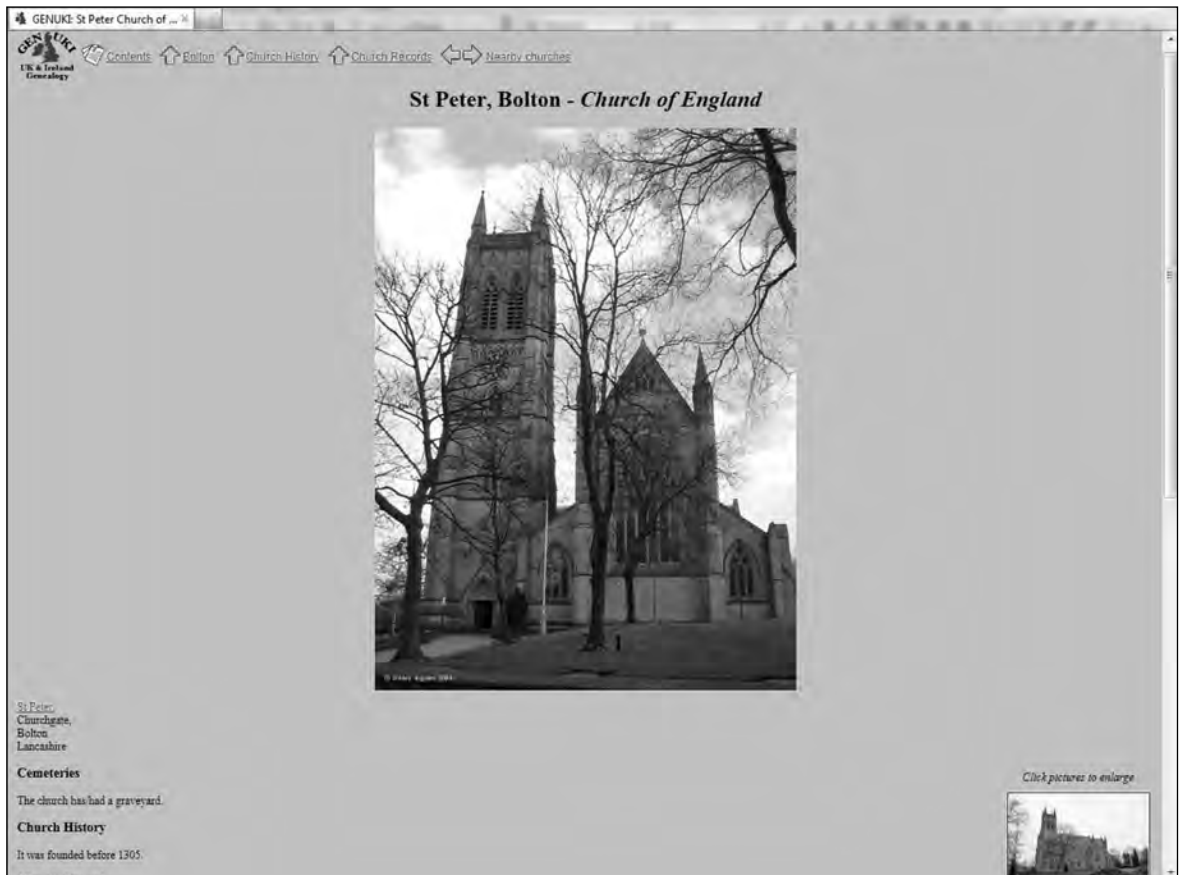 GENUKI: St Peter Church of ...
GENUKI
UK & Ireland
Genealogy
Contents Bolton Church History Church Records Nearby churches
St Peter, Bolton - Church of England
St Peter,
Churchgate,
Bolton
Lancashire
Cemeteries
The church has/had a graveyard.
Church History
It was founded before 1305.
Click pictures to enlarge